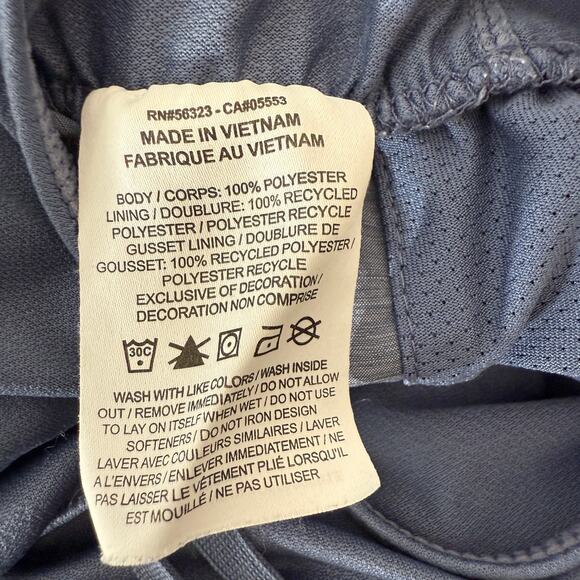 RN#56323 - CA#05553
MADE IN VIETNAM
FABRIQUE AU VIETNAM
BODY / CORPS: 100% POLYESTER
LINING / DOUBLURE: 100% RECYCLED
POLYESTER / POLYESTER RECYCLE
GUSSET LINING / DOUBLURE DE
GOUSSET: 100% RECYCLED POLYESTER /
POLYESTER RECYCLE
EXCLUSIVE OF DECORATION /
DECORATION NON COMPRISE
30C
WASH WITH LIKE COLORS / WASH INSIDE
OUT / REMOVE IMMEDIATELY / DO NOT ALLOW
TO LAY ON ITSELF WHEN WET / DO NOT USE
SOFTENERS / DO NOT IRON DESIGN
LAVER AVEC COULEURS SIMILAIRES / LAVER
A L'ENVERS / ENLEVER IMMEDIATEMENT / NE
PAS LAISSER LE VÊTEMENT PLIÉ LORSQU'IL
EST MOUILLÉ / NE PAS UTILISER